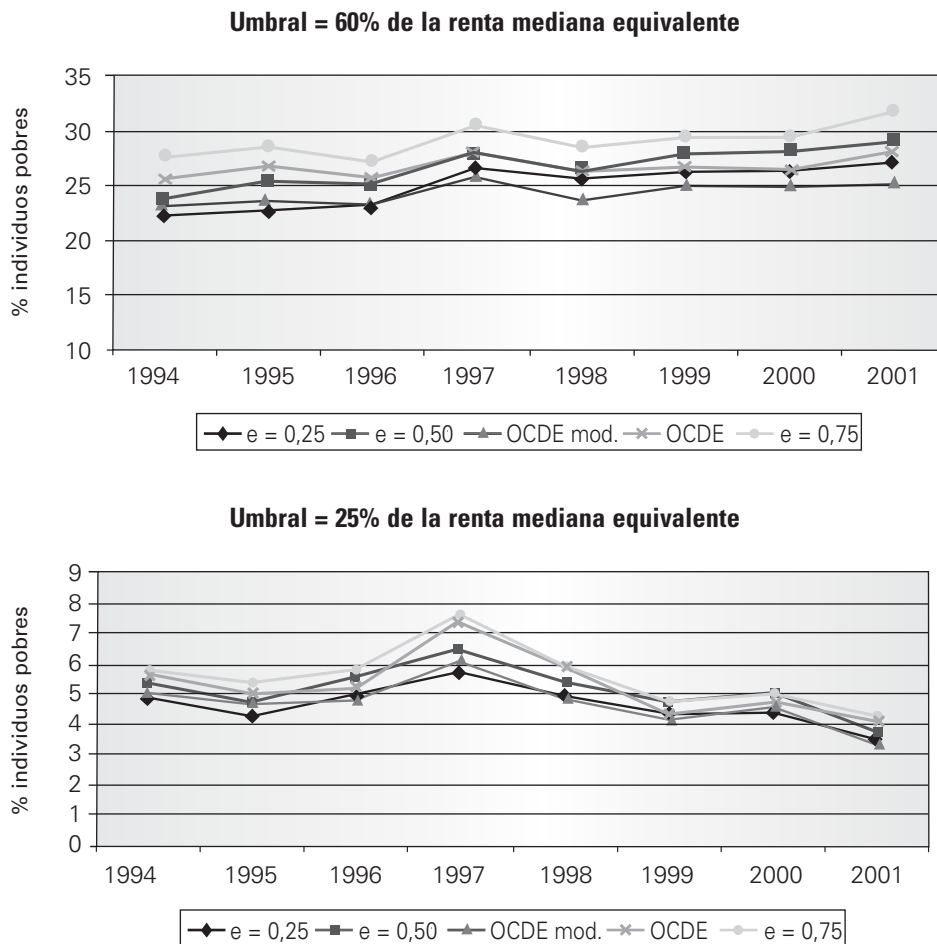 Umbral = 60% de la renta mediana equivalente
% individuos pobres
35
30
25
20
15
10
1994 1995 1996 1997 1998 1999 2000 2001
e = 0,25 e = 0,50 OCDE mod. OCDE e = 0,75
Umbral = 25% de la renta mediana equivalente
% individuos pobres
9
8
7
6
5
4
3
2
1
0
1994 1995 1996 1997 1998 1999 2000 2001
e = 0,25 e = 0,50 OCDE mod. OCDE e = 0,75